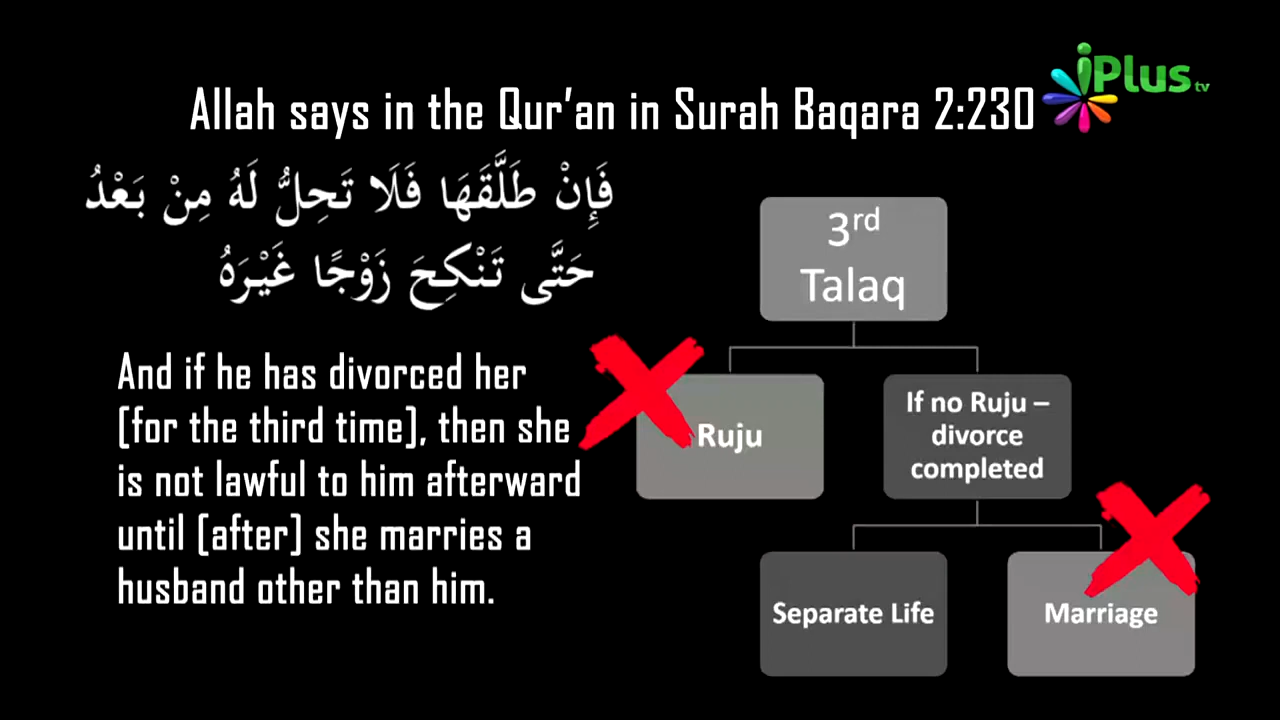 iPlus tv
Allah says in the Qur’an in Surah Baqara 2:230
فَإِنْ طَلَّقَهَا فَلَا تَحِلُّ لَهُ مِنْ بَعْدُ
حَتَّى تَنْكِحَ زَوْجًا غَيْرَهُ
And if he has divorced her
[for the third time], then she
is not lawful to him afterward
until [after] she marries a
husband other than him.
3rd
Talaq
Ruju
If no Ruju –
divorce
completed
Separate Life
Marriage